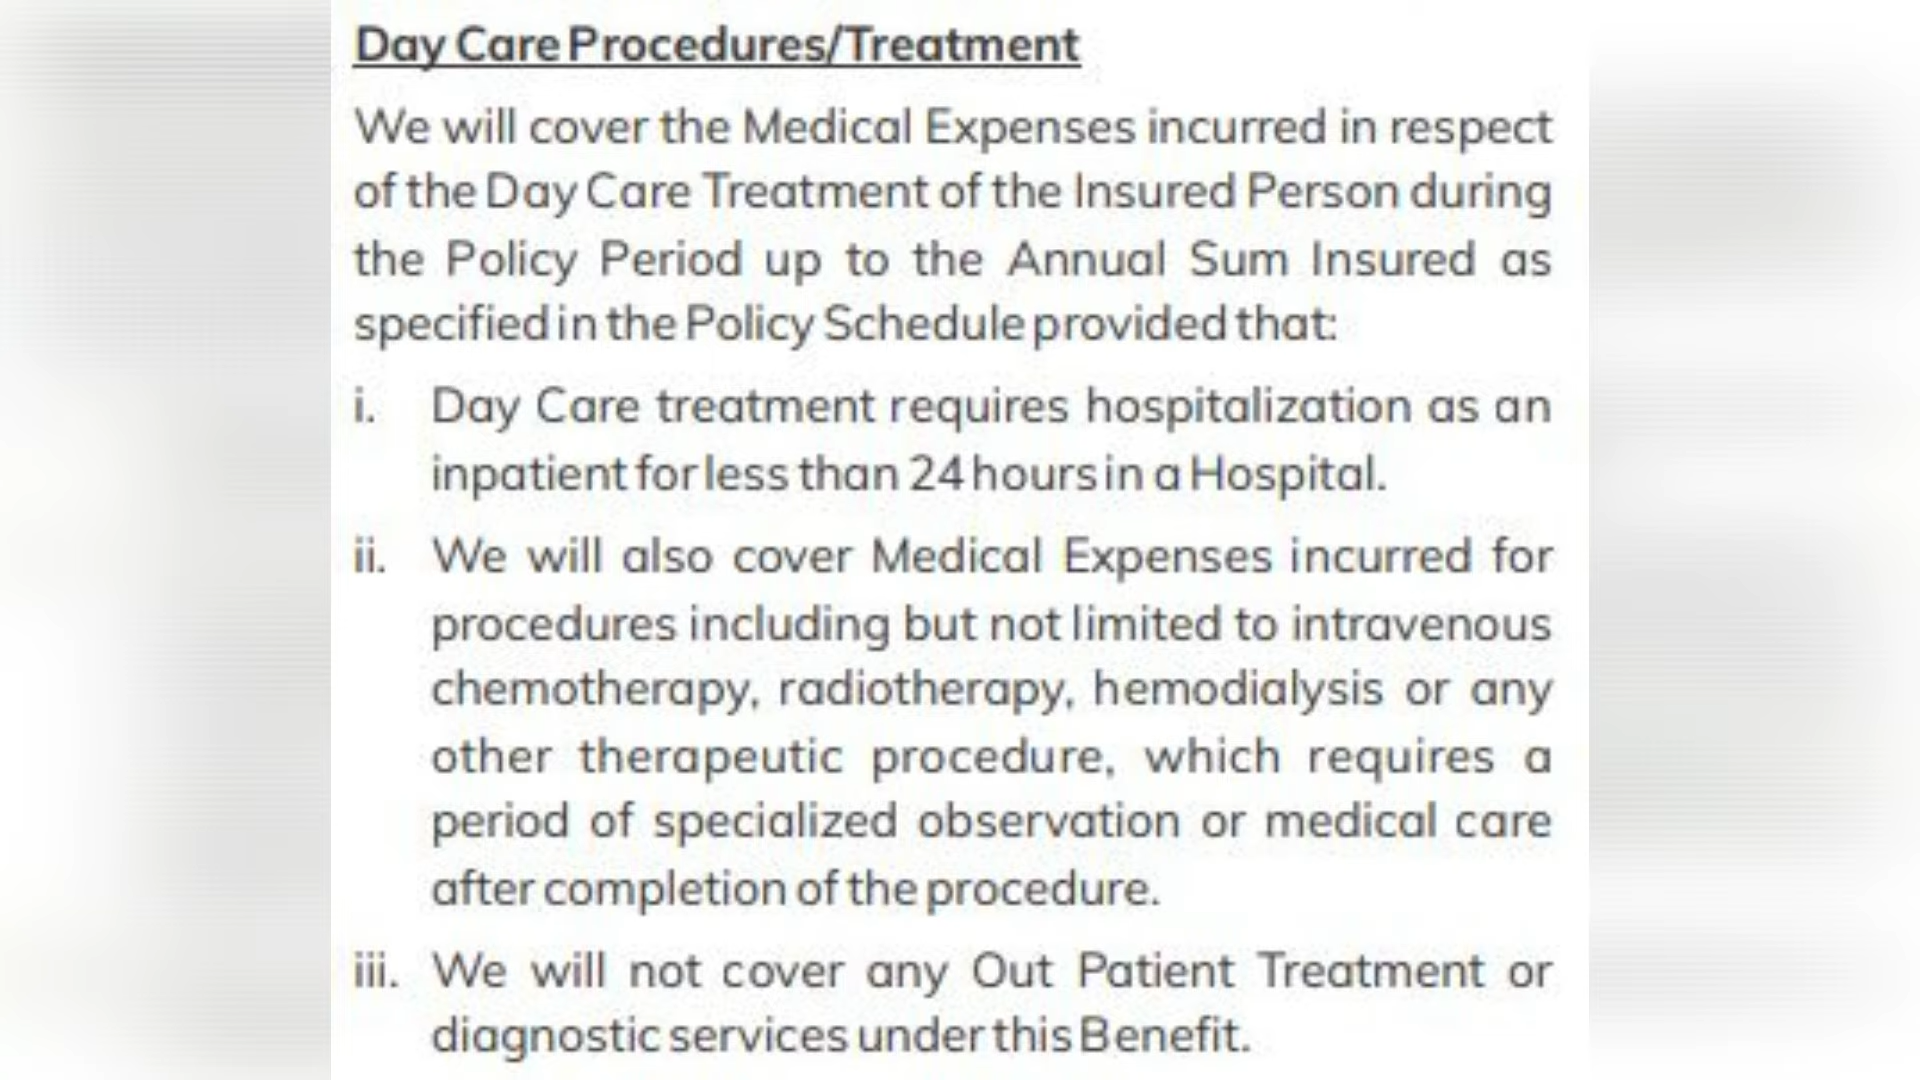 Day Care Procedures/Treatment
We will cover the Medical Expenses incurred in respect
of the Day Care Treatment of the Insured Person during
the Policy Period up to the Annual Sum Insured as
specified in the Policy Schedule provided that:
i. Day Care treatment requires hospitalization as an
inpatient for less than 24 hours in a Hospital.
ii. We will also cover Medical Expenses incurred for
procedures including but not limited to intravenous
chemotherapy, radiotherapy, hemodialysis or any
other therapeutic procedure, which requires a
period of specialized observation or medical care
after completion of the procedure.
iii. We will not cover any Out Patient Treatment or
diagnostic services under this Benefit.